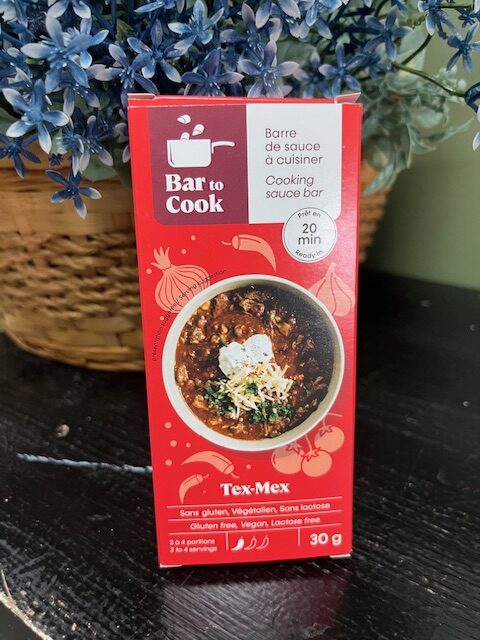 Bar to
Cook
Barre
de sauce
à cuisiner
Cooking
sauce bar
Prêt en
20
min
Ready in
Tex-Mex
Sans gluten, Végétalien, Sans lactose
Gluten free, Vegan, Lactose free
3 à 4 portions
3 to 4 servings
30 g